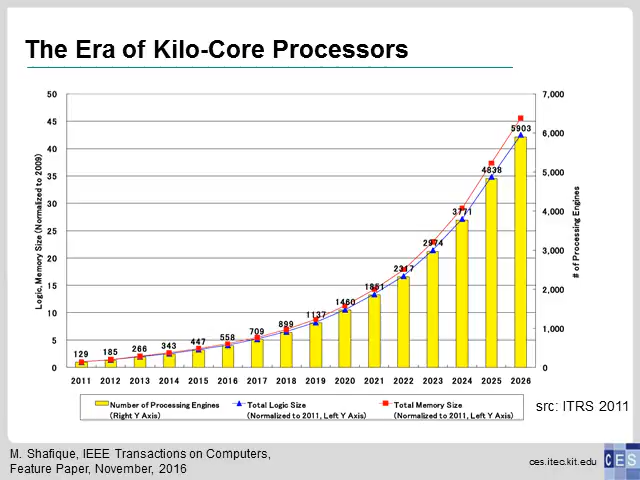 The Era of Kilo-Core Processors
50
45
40
35
30
25
20
15
10
5
0
Logic, Memory Size (Normalized to 2009)
7,000
6,000
5,000
4,000
3,000
2,000
1,000
0
# of Processing Engines
129 185 266 343 447 558 709 899 1137 1460 1851 2317 2974 3771 4838 5903
2011 2012 2013 2014 2015 2016 2017 2018 2019 2020 2021 2022 2023 2024 2025 2026
Number of Processing Engines
(Right Y Axis)
Total Logic Size
(Normalized to 2011, Left Y Axis)
Total Memory Size
(Normalized to 2011, Left Y Axis)
src: ITRS 2011
M. Shafique, IEEE Transactions on Computers,
Feature Paper, November, 2016
ces.itec.kit.edu
CES